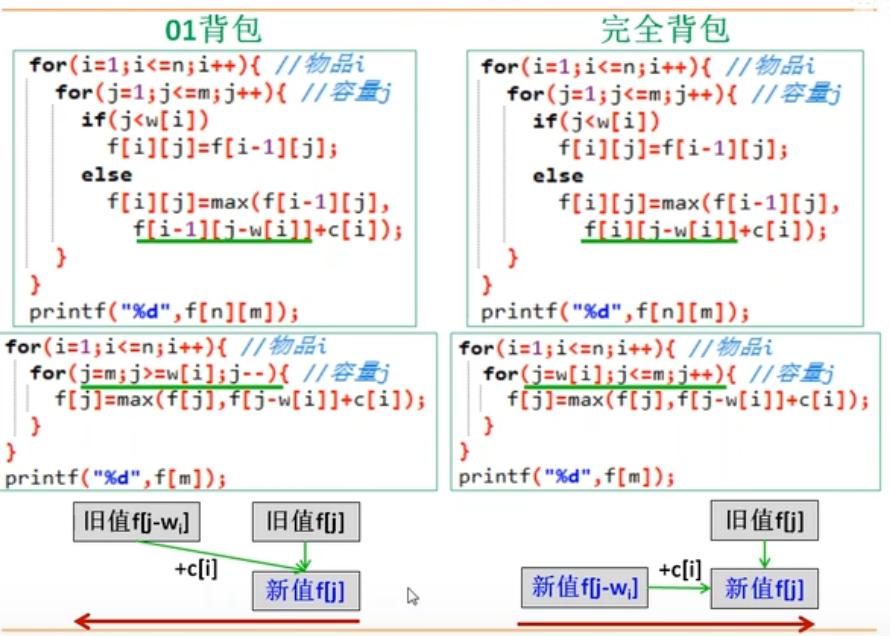 01背包
for(i=1;i<=n;i++){ //物品i
for(j=1;j<=m;j++){ //容量j
if(j<w[i])
f[i][j]=f[i-1][j];
else
f[i][j]=max(f[i-1][j],
f[i-1][j-w[i]]+c[i]);
}
}
printf("%d",f[n][m]);
for(i=1;i<=n;i++){ //物品i
for(j=m;j>=w[i];j--){ //容量j
f[j]=max(f[j],f[j-w[i]]+c[i]);
}
}
printf("%d",f[m]);
旧值f[j-wi]
旧值f[j]
+c[i]
新值f[j]
完全背包
for(i=1;i<=n;i++){ //物品i
for(j=1;j<=m;j++){ //容量j
if(j<w[i])
f[i][j]=f[i-1][j];
else
f[i][j]=max(f[i-1][j],
f[i][j-w[i]]+c[i]);
}
}
printf("%d",f[n][m]);
for(i=1;i<=n;i++){ //物品i
for(j=w[i];j<=m;j++){ //容量j
f[j]=max(f[j],f[j-w[i]]+c[i]);
}
}
printf("%d",f[m]);
旧值f[j]
新值f[j-wi]
+c[i]
新值f[j]